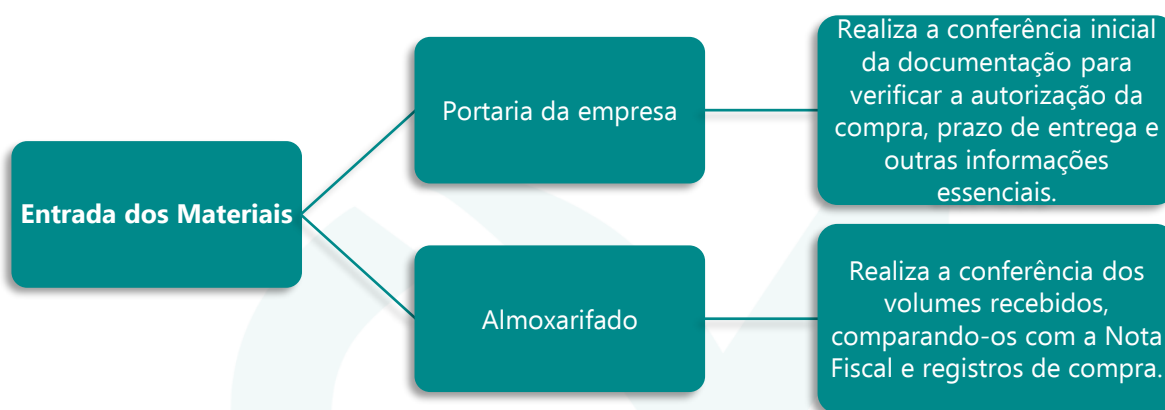 Entrada dos Materiais
Portaria da empresa
Realiza a conferência inicial
da documentação para
verificar a autorização da
compra, prazo de entrega e
outras informações
essenciais.
Almoxarifado
Realiza a conferência dos
volumes recebidos,
comparando-os com a Nota
Fiscal e registros de compra.